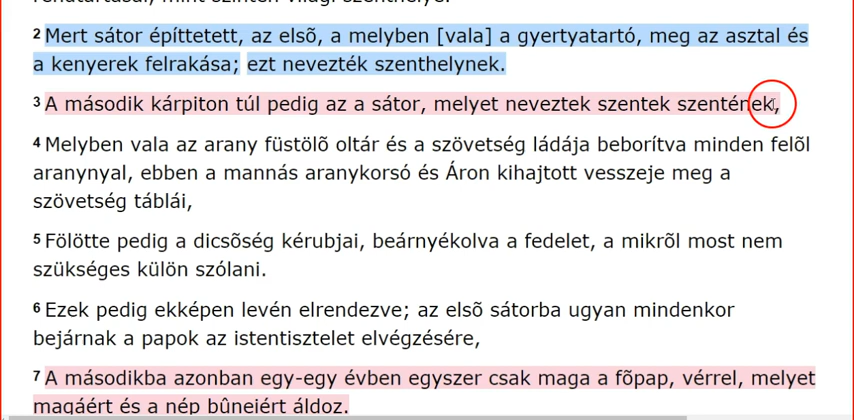 2 Mert sátor építtetett, az elsõ, a melyben [vala] a gyertyatartó, meg az asztal és
a kenyerek felrakása; ezt nevezték szenthelynek.
3 A második kárpiton túl pedig az a sátor, melyet neveztek szentek szentének,
4 Melyben vala az arany füstölõ oltár és a szövetség ládája beborítva minden felõl
aranynyal, ebben a mannás aranykorsó és Áron kihajtott vesszeje meg a
szövetség táblái,
5 Fölötte pedig a dicsõség kérubjai, beárnyékolva a fedelet, a mikrõl most nem
szükséges külön szólani.
6 Ezek pedig ekképen levén elrendezve; az elsõ sátorba ugyan mindenkor
bejárnak a papok az istentisztelet elvégzésére,
7 A másodikba azonban egy-egy évben egyszer csak maga a fõpap, vérrel, melyet
magáért és a nép bûneiért áldoz.